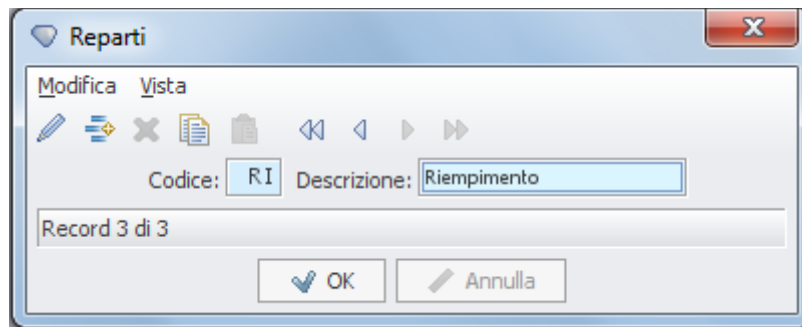 Reparti
Modifica Vista
Codice: RI Descrizione: Riempimento
Record 3 di 3
OK Annulla